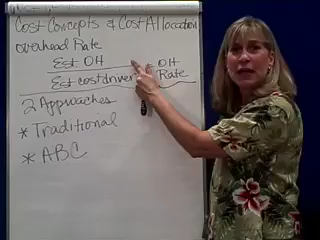 Cost Concepts & Cost Allocation
Overhead Rate
Est OH = OH
Est cost driver Rate
2 Approaches
* Traditional
* ABC